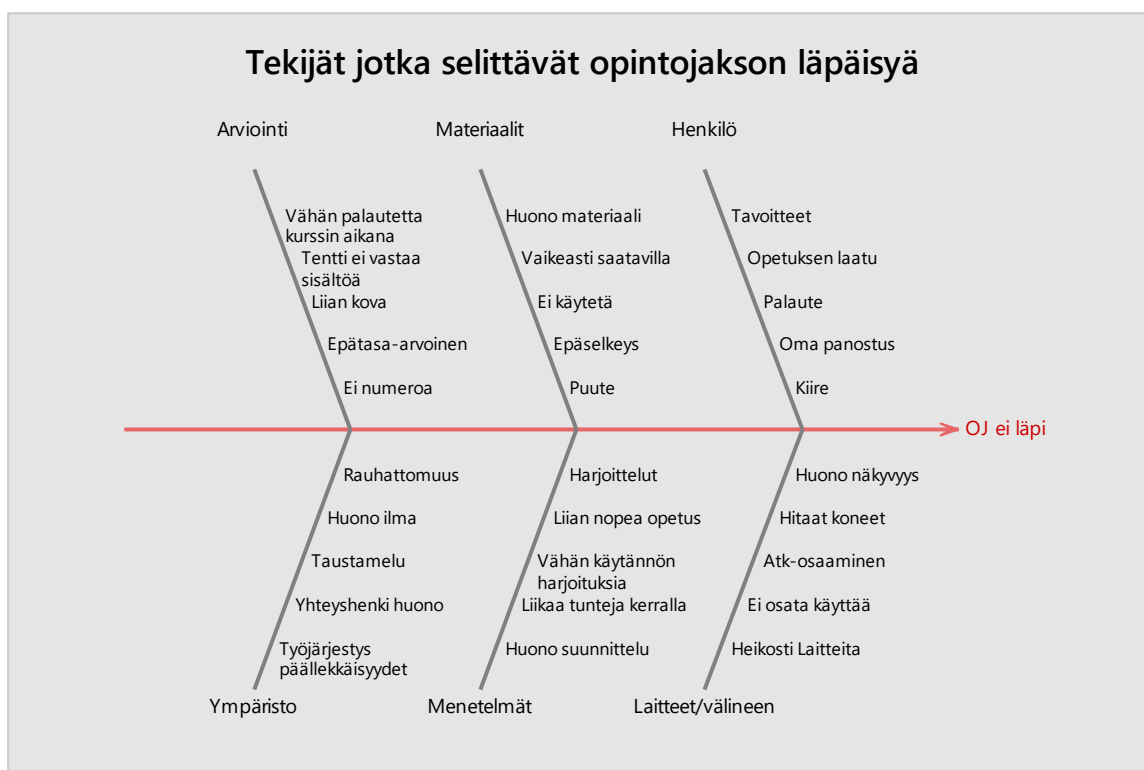 Tekijät jotka selittävät opintojakson läpäisyä
Arviointi
Vähän palautetta
kurssin aikana
Tentti ei vastaa
sisältöä
Liian kova
Epätasa-arvoinen
Ei numeroa
Materiaalit
Huono materiaali
Vaikeasti saatavilla
Ei käytetä
Epäselkeys
Puute
Henkilö
Tavoitteet
Opetuksen laatu
Palaute
Oma panostus
Kiire
OJ ei läpi
Rauhattomuus
Huono ilma
Taustamelu
Yhteyshenki huono
Työjärjestys
päällekkäisyydet
Ympäristo
Harjoittelut
Liian nopea opetus
Vähän käytännön
harjoituksia
Liikaa tunteja kerralla
Huono suunnittelu
Menetelmät
Huono näkyvyys
Hitaat koneet
Atk-osaaminen
Ei osata käyttää
Heikosti Laitteita
Laitteet/välineen